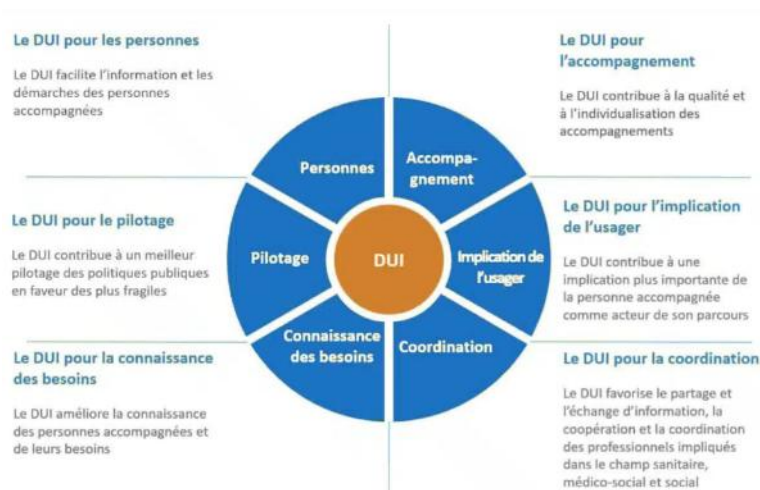 Le DUI pour les personnes
Le DUI facilite l'information et les
démarches des personnes
accompagnées
Le DUI pour
l'accompagnement
Le DUI contribue à la qualité et
à l'individualisation des
accompagnements
Personnes
Accompa-
gnement
Le DUI pour le pilotage
Le DUI contribue à un meilleur
pilotage des politiques publiques
en faveur des plus fragiles
Pilotage
DUI
Implication de
l'usager
Le DUI pour l'implication
de l'usager
Le DUI contribue à une
implication plus importante de
la personne accompagnée
comme acteur de son parcours
Connaissance
des besoins
Coordination
Le DUI pour la connaissance
des besoins
Le DUI améliore la connaissance
des personnes accompagnées et
de leurs besoins
Le DUI pour la coordination
Le DUI favorise le partage et
l'échange d'information, la
coopération et la coordination
des professionnels impliqués
dans le champ sanitaire,
médico-social et social